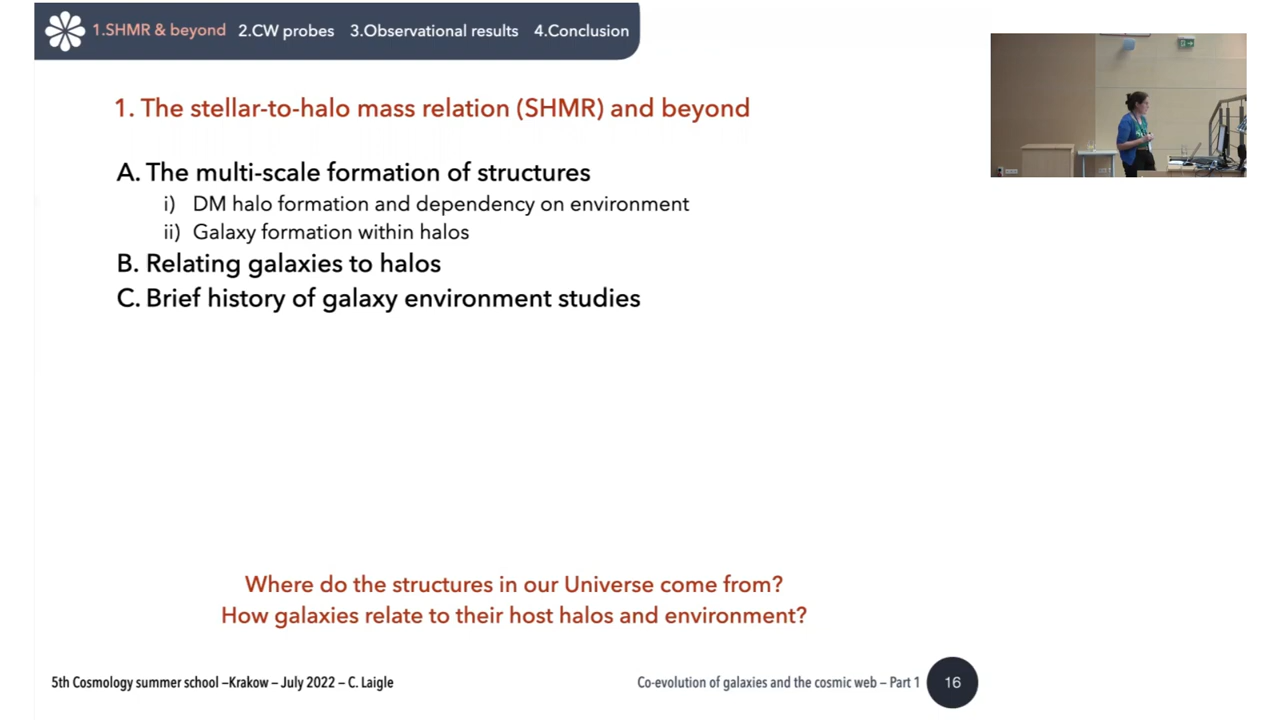 1.SHMR & beyond 2.CW probes 3.Observational results 4.Conclusion
1. The stellar-to-halo mass relation (SHMR) and beyond
A. The multi-scale formation of structures
i) DM halo formation and dependency on environment
ii) Galaxy formation within halos
B. Relating galaxies to halos
C. Brief history of galaxy environment studies
Where do the structures in our Universe come from?
How galaxies relate to their host halos and environment?
5th Cosmology summer school –Krakow – July 2022 – C. Laigle
Co-evolution of galaxies and the cosmic web – Part 1 16